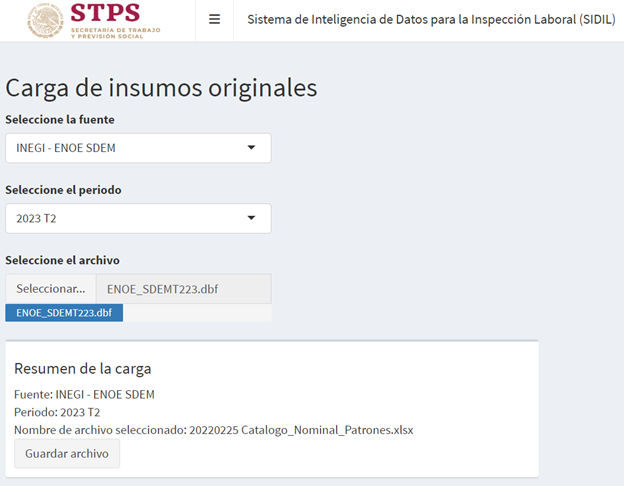 STPS
SECRETARÍA DE TRABAJO
Y PREVISIÓN SOCIAL
Sistema de Inteligencia de Datos para la Inspección Laboral (SIDIL)
Carga de insumos originales
Seleccione la fuente
INEGI - ENOE SDEM
Seleccione el periodo
2023 T2
Seleccione el archivo
Seleccionar... ENOE_SDEMT223.dbf
ENOE_SDEMT223.dbf
Resumen de la carga
Fuente: INEGI - ENOE SDEM
Periodo: 2023 T2
Nombre de archivo seleccionado: 20220225 Catalogo_Nominal_Patrones.xlsx
Guardar archivo